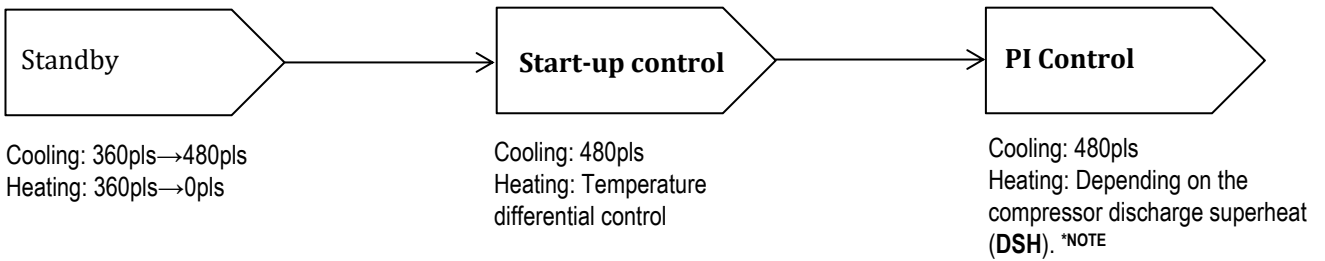 Standby
Start-up control
PI Control
Cooling: 360pls→480pls
Heating: 360pls→0pls
Cooling: 480pls
Heating: Temperature
differential control
Cooling: 480pls
Heating: Depending on the
compressor discharge superheat
(DSH). *NOTE